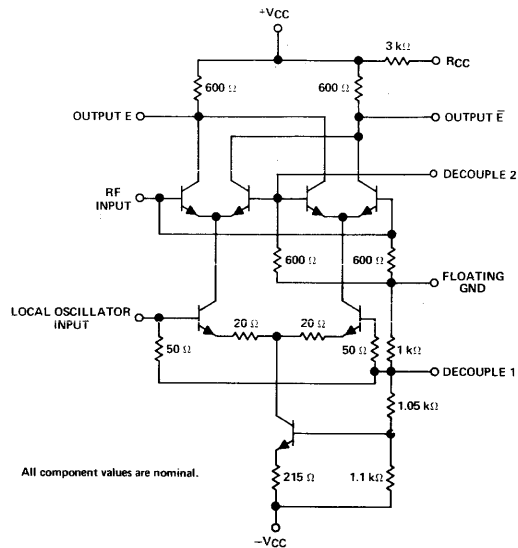 +VCC
3 kΩ
RCC
600 Ω
600 Ω
OUTPUT E
OUTPUT E̅
DECOUPLE 2
RF
INPUT
600 Ω
600 Ω
FLOATING
GND
LOCAL OSCILLATOR
INPUT
20 Ω
20 Ω
50 Ω
50 Ω
1 kΩ
DECOUPLE 1
1.05 kΩ
All component values are nominal.
215 Ω
1.1 kΩ
−VCC